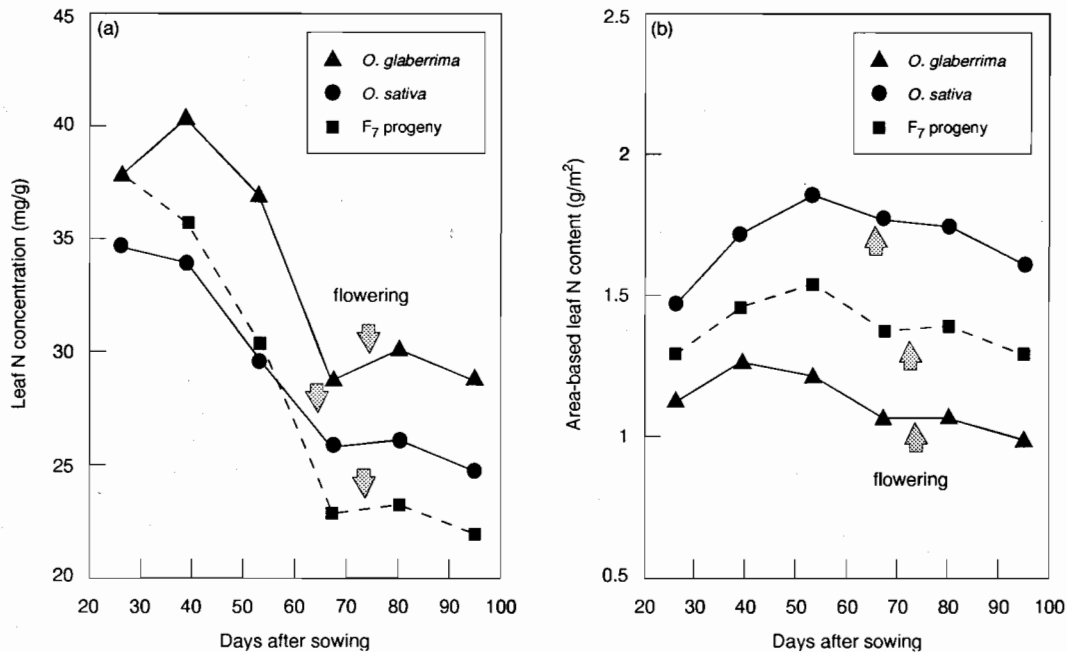 (a)
O. glaberrima
O. sativa
F₇ progeny
45
40
35
30
25
20
Leaf N concentration (mg/g)
flowering
20 30 40 50 60 70 80 90 100
Days after sowing
(b)
O. glaberrima
O. sativa
F₇ progeny
2.5
2
1.5
1
0.5
Area-based leaf N content (g/m²)
flowering
20 30 40 50 60 70 80 90 100
Days after sowing